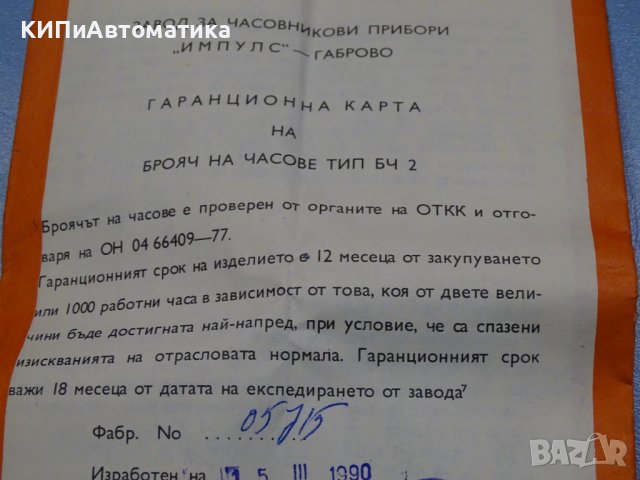 КИПиАвтоматика
ЗАВОД ЗА ЧАСОВНИКОВИ ПРИБОРИ
„ИМПУЛС" — ГАБРОВО
ГАРАНЦИОННА КАРТА
НА
БРОЯЧ НА ЧАСОВЕ ТИП БЧ 2
Броячът на часове е проверен от органите на ОТКК и отго-
варя на ОН 04 66409—77.
Гаранционният срок на изделието е 12 месеца от закупуването
или 1000 работни часа в зависимост от това, коя от двете вели-
чини бъде достигната най-напред, при условие, че са спазени
изискванията на отрасловата нормала. Гаранционният срок
важи 18 месеца от датата на експедирането от завода
Фабр. No 05715
Изработен на 5 III 1990
BAZAR